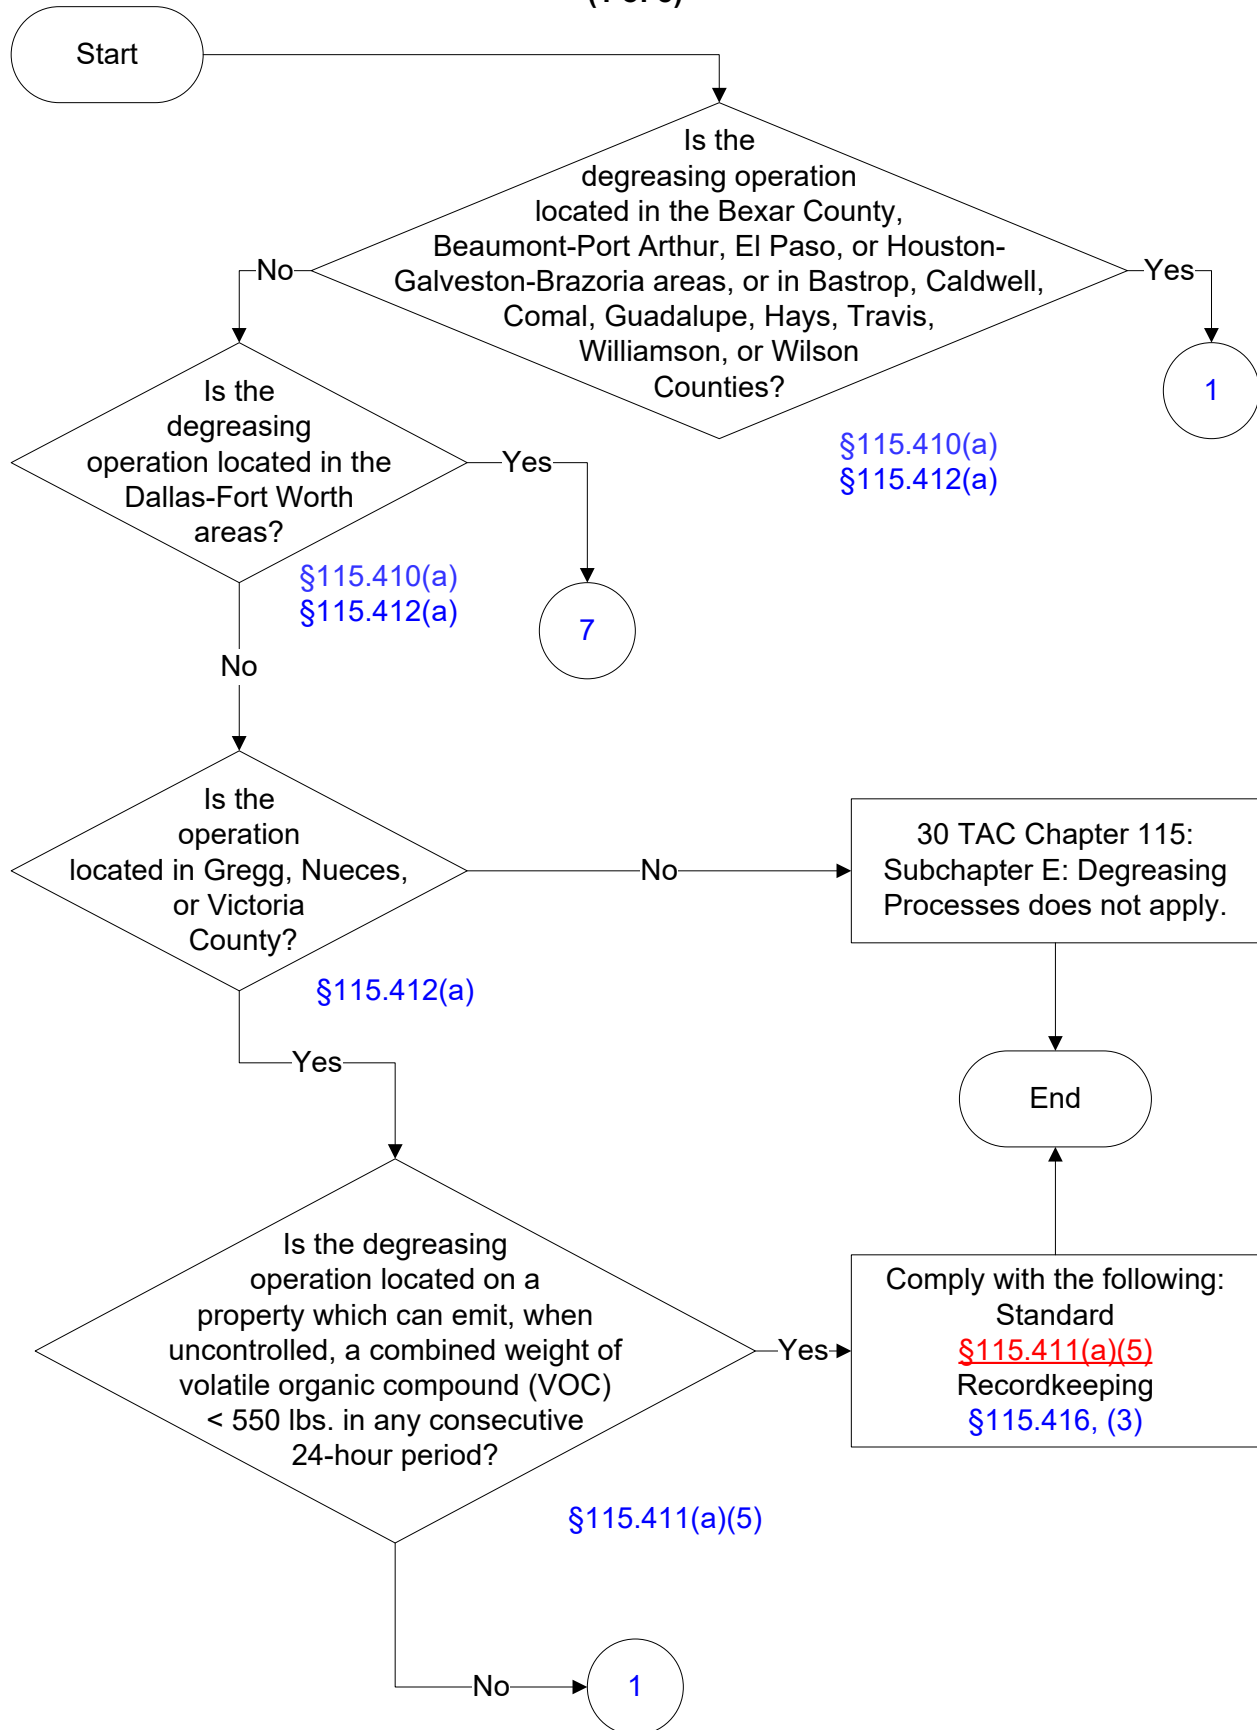 Start
Is the
degreasing operation
located in the Bexar County,
Beaumont-Port Arthur, El Paso, or Houston-
Galveston-Brazoria areas, or in Bastrop, Caldwell,
Comal, Guadalupe, Hays, Travis,
Williamson, or Wilson
Counties?
No
Yes
1
§115.410(a)
§115.412(a)
Is the
degreasing
operation located in the
Dallas-Fort Worth
areas?
Yes
7
§115.410(a)
§115.412(a)
No
Is the
operation
located in Gregg, Nueces,
or Victoria
County?
No
30 TAC Chapter 115:
Subchapter E: Degreasing
Processes does not apply.
§115.412(a)
Yes
End
Is the degreasing
operation located on a
property which can emit, when
uncontrolled, a combined weight of
volatile organic compound (VOC)
< 550 lbs. in any consecutive
24-hour period?
Yes
Comply with the following:
Standard
§115.411(a)(5)
Recordkeeping
§115.416, (3)
§115.411(a)(5)
No
1